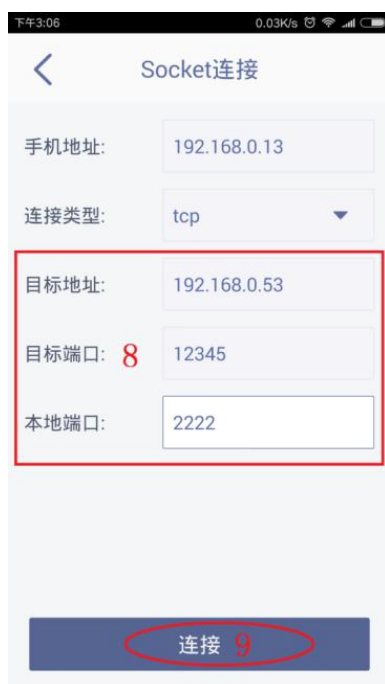 下午3:06 0.03K/s
Socket连接
手机地址: 192.168.0.13
连接类型: tcp
目标地址: 192.168.0.53
目标端口: 8 12345
本地端口: 2222
连接 9